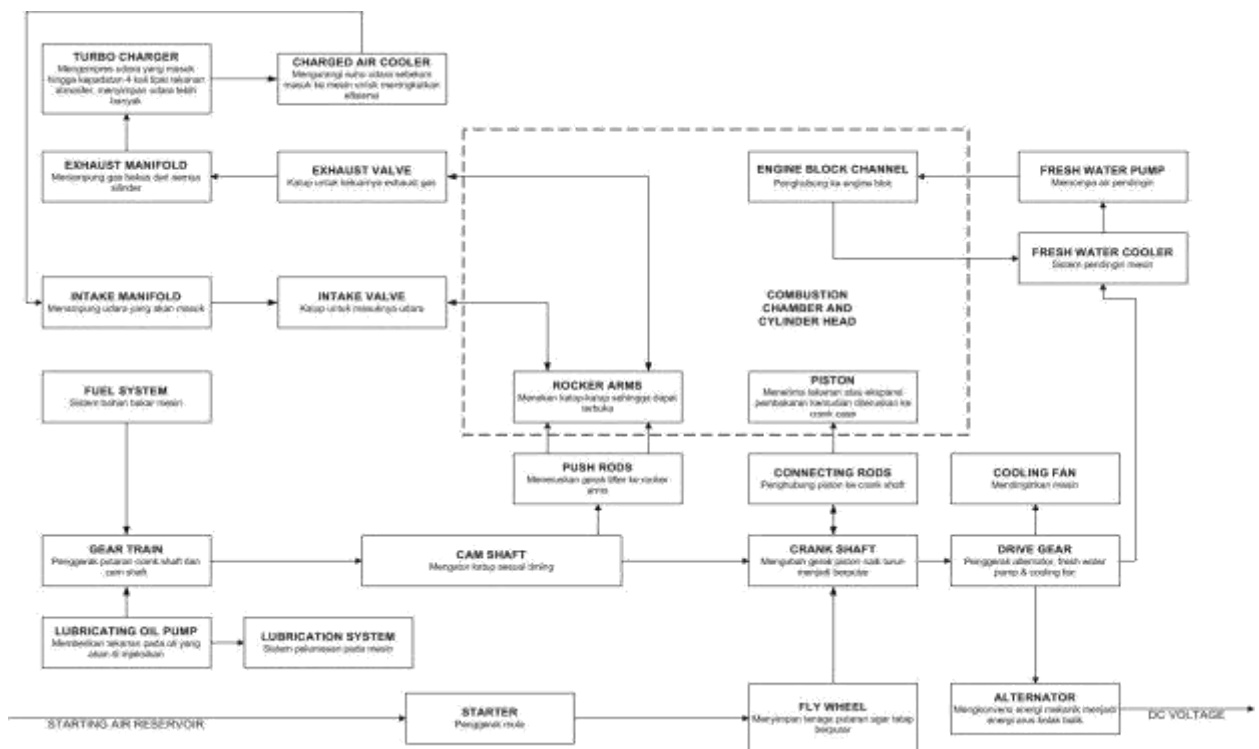 TURBO CHARGER
Mengompres udara yang masuk
hingga kepadatan 4 kali lipat tekanan
atmosfer, menyimpan udara lebih
banyak
CHARGED AIR COOLER
Mengurangi suhu udara sebelum
masuk ke mesin untuk meningkatkan
efisiensi
EXHAUST MANIFOLD
Menampung gas bekas dari semua
silinder
EXHAUST VALVE
Katup untuk keluarnya exhaust gas
ENGINE BLOCK CHANNEL
Penghubung ke engine blok
FRESH WATER PUMP
Memompa air pendingin
FRESH WATER COOLER
Sistem pendingin mesin
INTAKE MANIFOLD
Menampung udara yang akan masuk
INTAKE VALVE
Katup untuk masuknya udara
COMBUSTION
CHAMBER AND
CYLINDER HEAD
FUEL SYSTEM
Sistem bahan bakar mesin
ROCKER ARMS
Menekan katup-katup sehingga dapat
terbuka
PISTON
Menerima tekanan atau ekspansi
pembakaran kemudian diteruskan ke
crank case
PUSH RODS
Meneruskan gerak lifter ke rocker
arms
CONNECTING RODS
Penghubung piston ke crank shaft
COOLING FAN
Mendinginkan mesin
GEAR TRAIN
Penggerak putaran crank shaft dan
cam shaft
CAM SHAFT
Mengatur katup sesuai timing
CRANK SHAFT
Mengubah gerak piston naik turun
menjadi berputar
DRIVE GEAR
Penggerak alternator, fresh water
pump & cooling fan
LUBRICATING OIL PUMP
Memberikan tekanan pada oli yang
akan di injeksikan
LUBRICATION SYSTEM
Sistem pelumasan pada mesin
STARTING AIR RESERVOIR
STARTER
Penggerak mula
FLY WHEEL
Menyimpan tenaga putaran agar tetap
berputar
ALTERNATOR
Mengkonversi energi mekanik menjadi
energi arus bolak balik
DC VOLTAGE